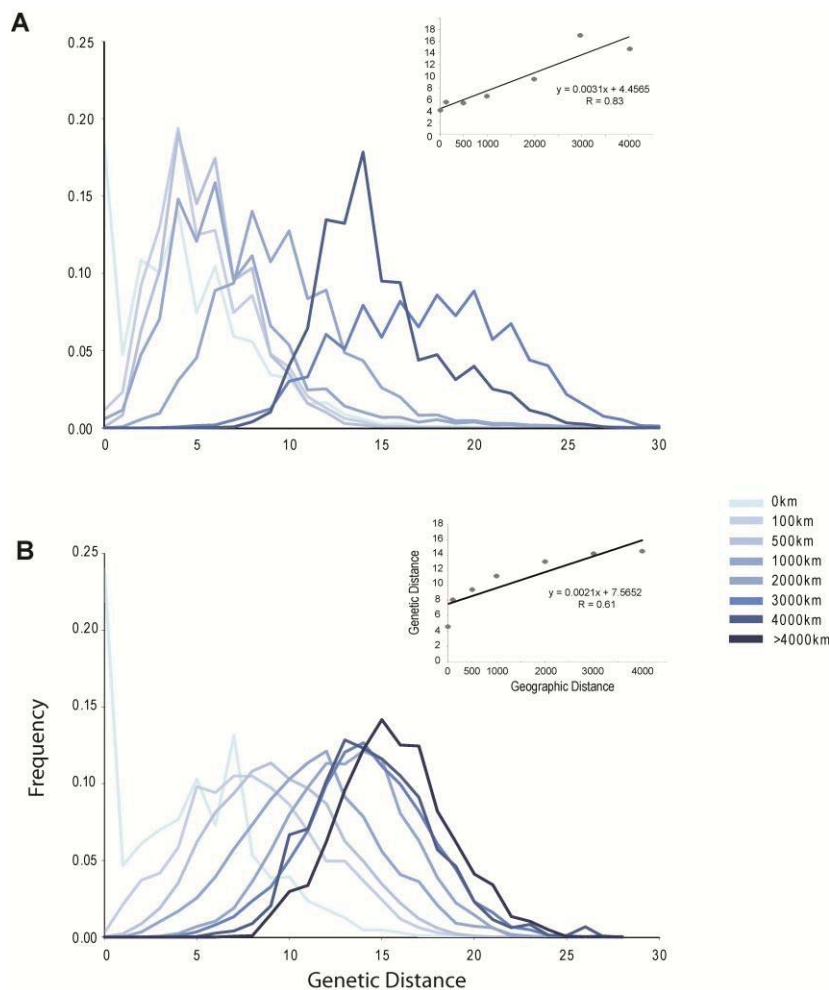 A
0.25
0.20
0.15
0.10
0.05
0.00
0 5 10 15 20 25 30
18
16
14
12
10
8
6
4
2
0
0 500 1000 2000 3000 4000
y = 0.0031x + 4.4565
R = 0.83
0km
100km
500km
1000km
2000km
3000km
4000km
>4000km
B
Frequency
0.25
0.20
0.15
0.10
0.05
0.00
0 5 10 15 20 25 30
Genetic Distance
Genetic Distance
18
16
14
12
10
8
6
4
2
0
0 500 1000 2000 3000 4000
Geographic Distance
y = 0.0021x + 7.5652
R = 0.61